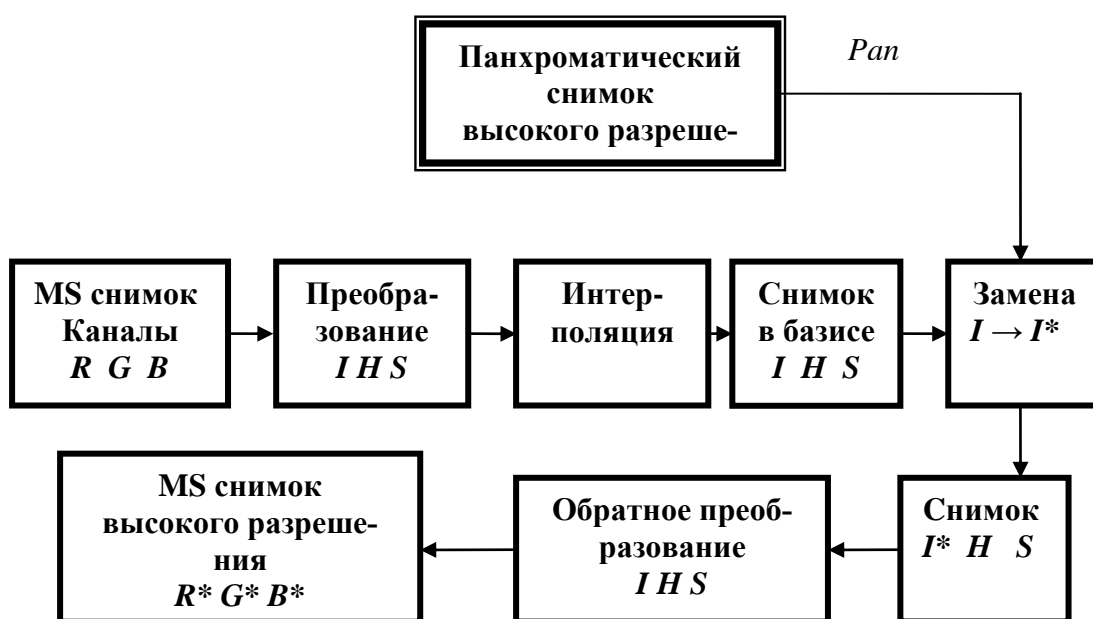 Панхроматический
снимок
высокого разреше-
Pan
MS снимок
Каналы
R G B
Преобра-
зование
I H S
Интер-
поляция
Снимок
в базисе
I H S
Замена
I → I*
MS снимок
высокого разреше-
ния
R* G* B*
Обратное преоб-
разование
I H S
Снимок
I* H S